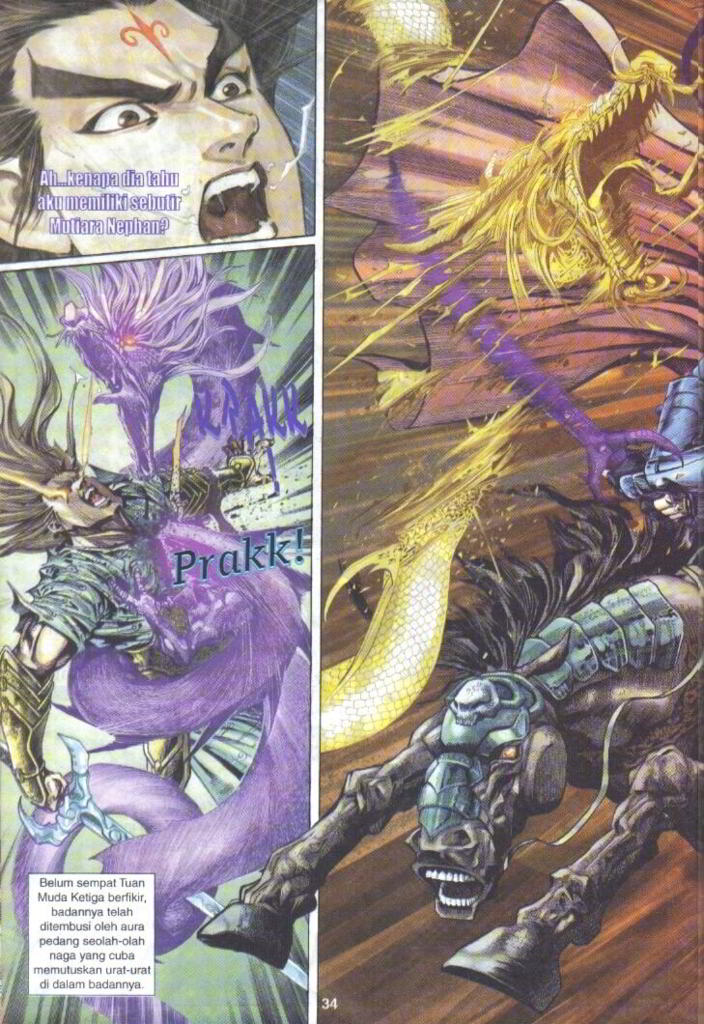 Ah...kenapa dia tahu
aku memiliki sebutir
Mutiara Nephan?
KRAKK!
Prakk!
Belum sempat Tuan
Muda Ketiga berfikir,
badannya telah
ditembusi oleh aura
pedang seolah-olah
naga yang cuba
memutuskan urat-urat
di dalam badannya.
34